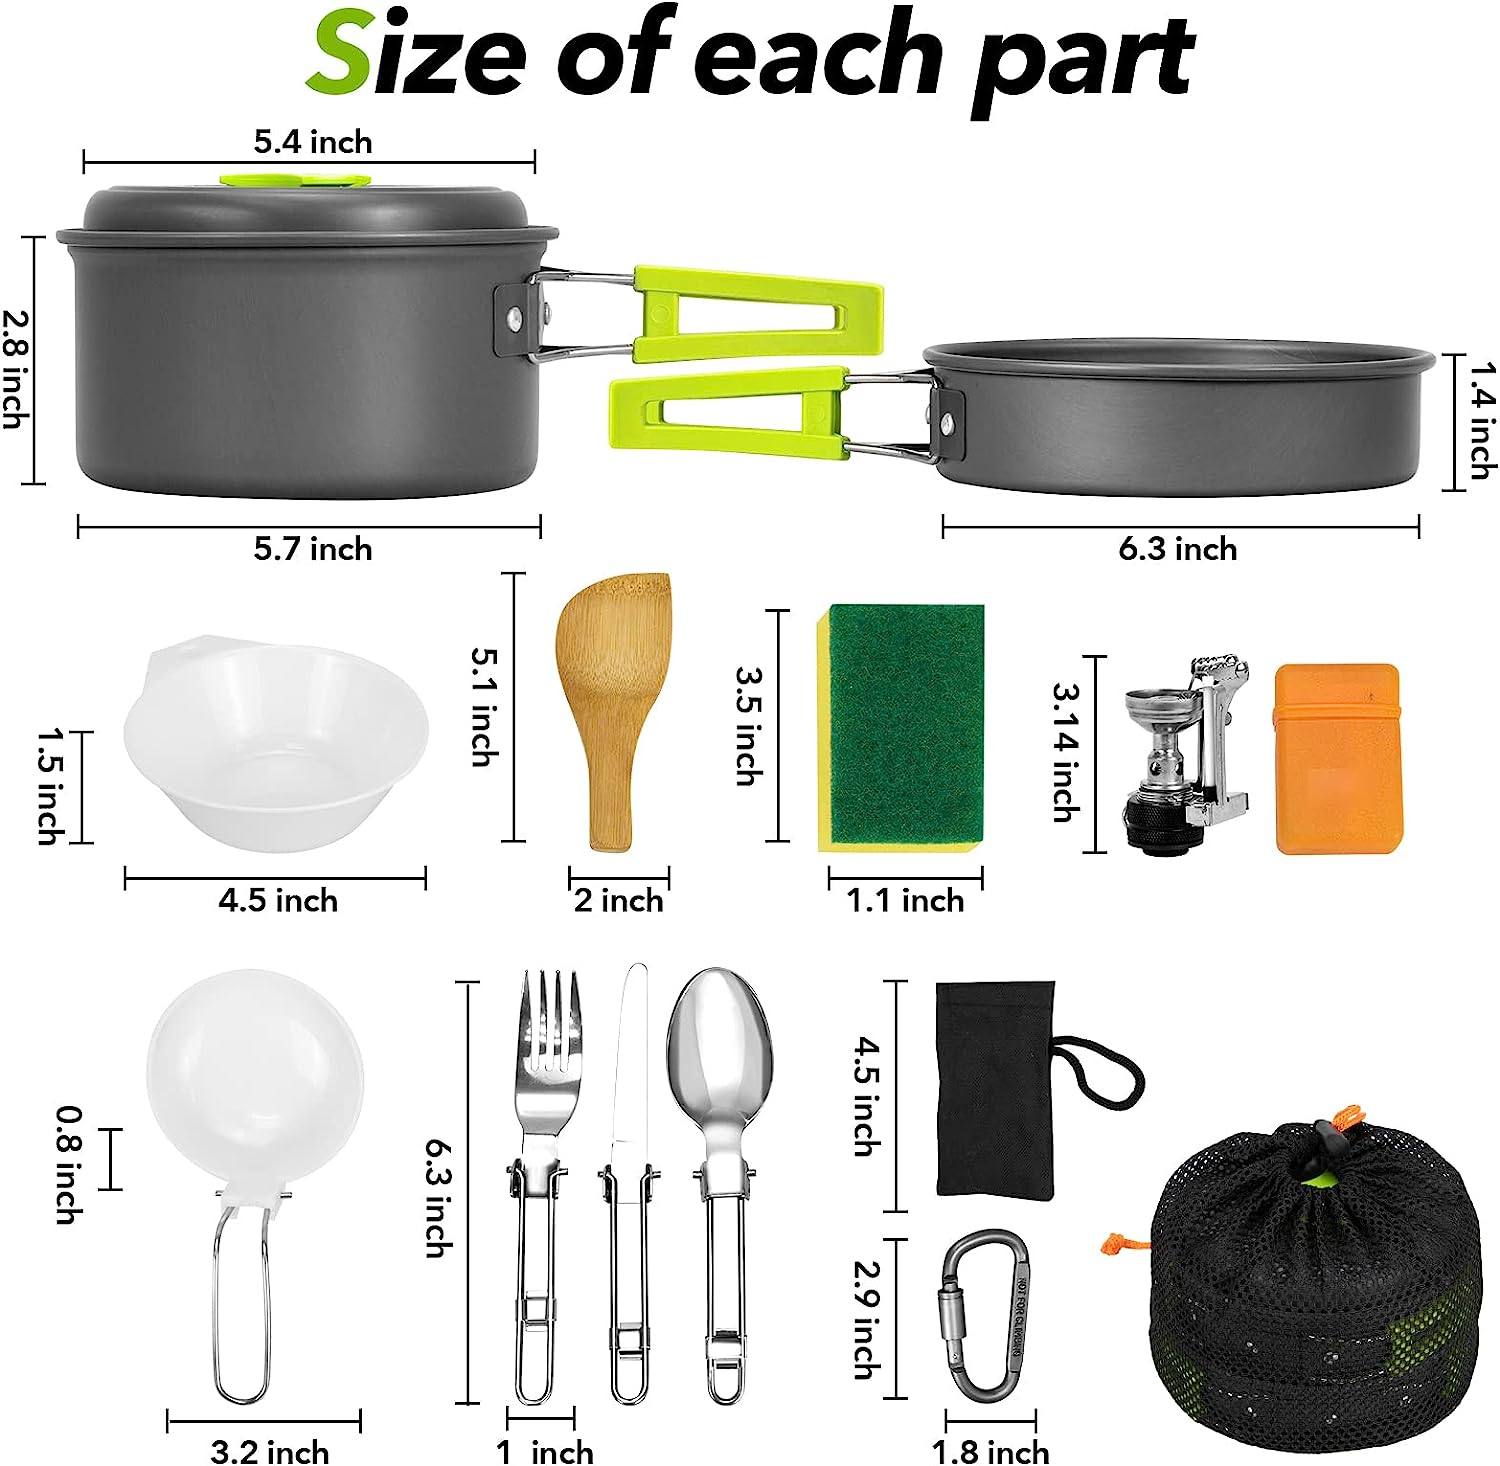 Size of each part
5.4 inch
2.8 inch
5.7 inch
1.4 inch
6.3 inch
1.5 inch
4.5 inch
5.1 inch
2 inch
3.5 inch
1.1 inch
3.14 inch
0.8 inch
3.2 inch
6.3 inch
1 inch
4.5 inch
2.9 inch
NOT FOR CLIMBING
1.8 inch